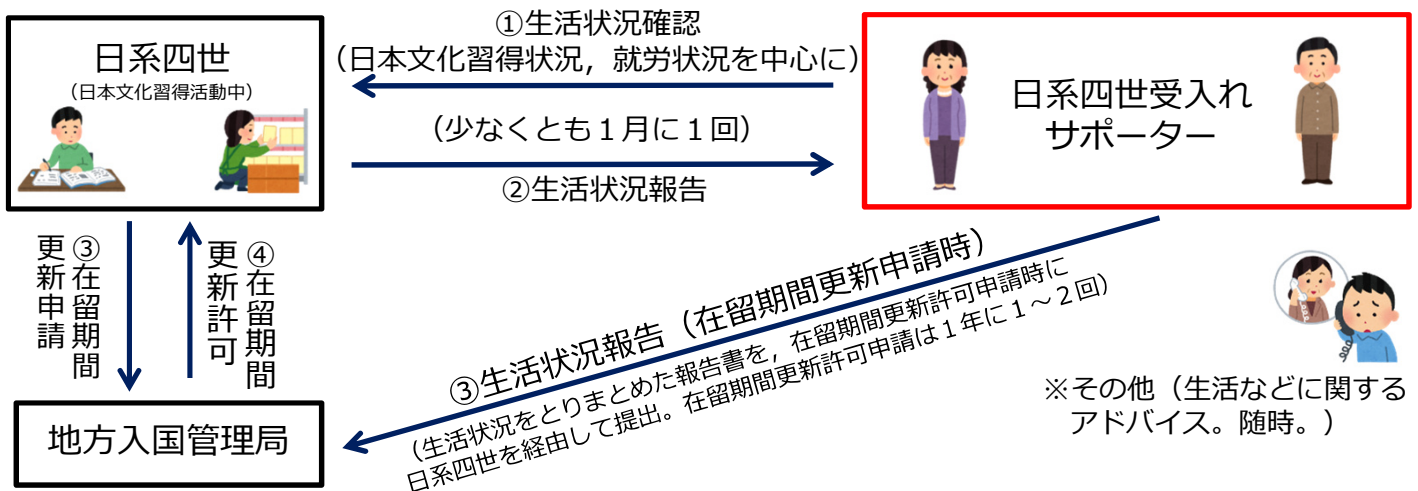 ①生活状況確認
（日本文化習得状況，就労状況を中心に）
日系四世
（日本文化習得活動中）
（少なくとも１月に１回）
②生活状況報告
日系四世受入れ
サポーター
③在留期間
更新申請
④在留期間
更新許可
③生活状況報告（在留期間更新申請時）
（生活状況をとりまとめた報告書を，在留期間更新許可申請時に
日系四世を経由して提出。在留期間更新許可申請は１年に１～２回）
地方入国管理局
※その他（生活などに関する
アドバイス。随時。）